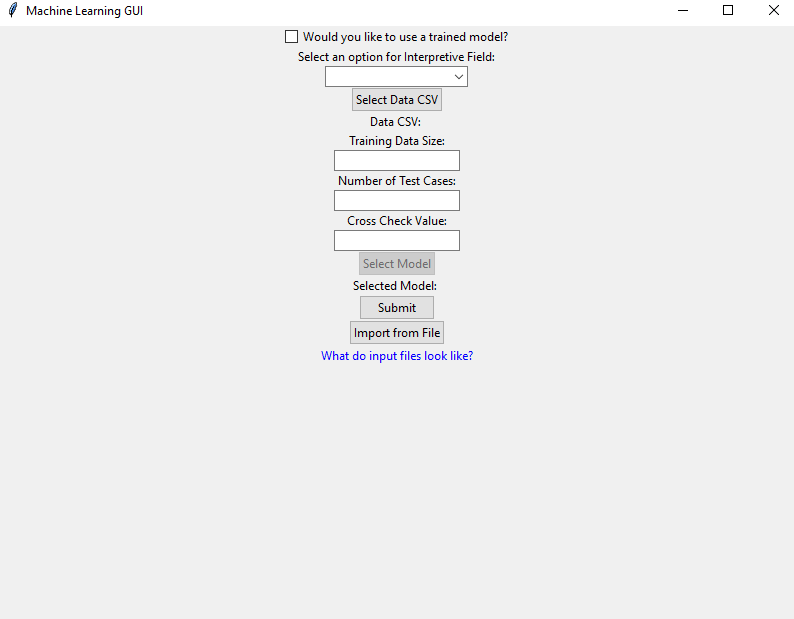 Machine Learning GUI
Would you like to use a trained model?
Select an option for Interpretive Field:
Select Data CSV
Data CSV:
Training Data Size:
Number of Test Cases:
Cross Check Value:
Select Model
Selected Model:
Submit
Import from File
What do input files look like?